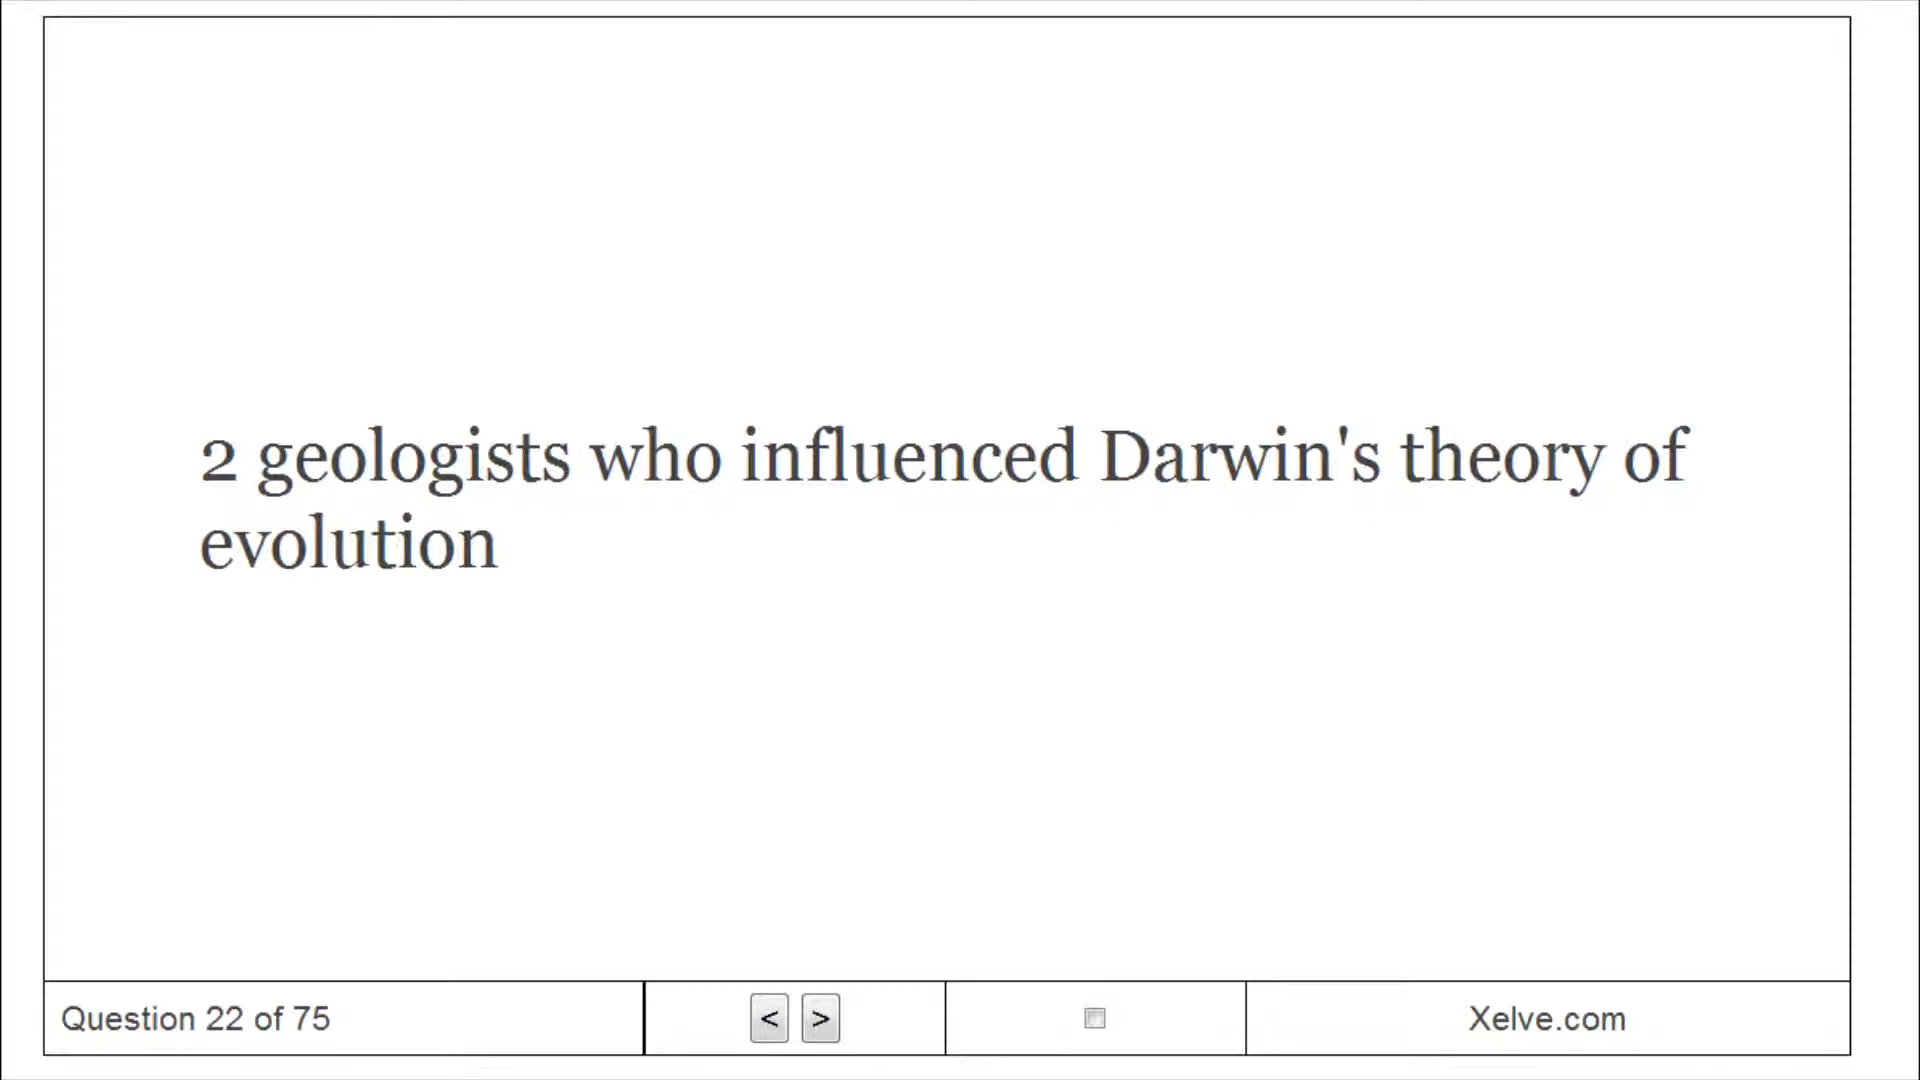 2 geologists who influenced Darwin's theory of
evolution
Question 22 of 75
< >
Xelve.com